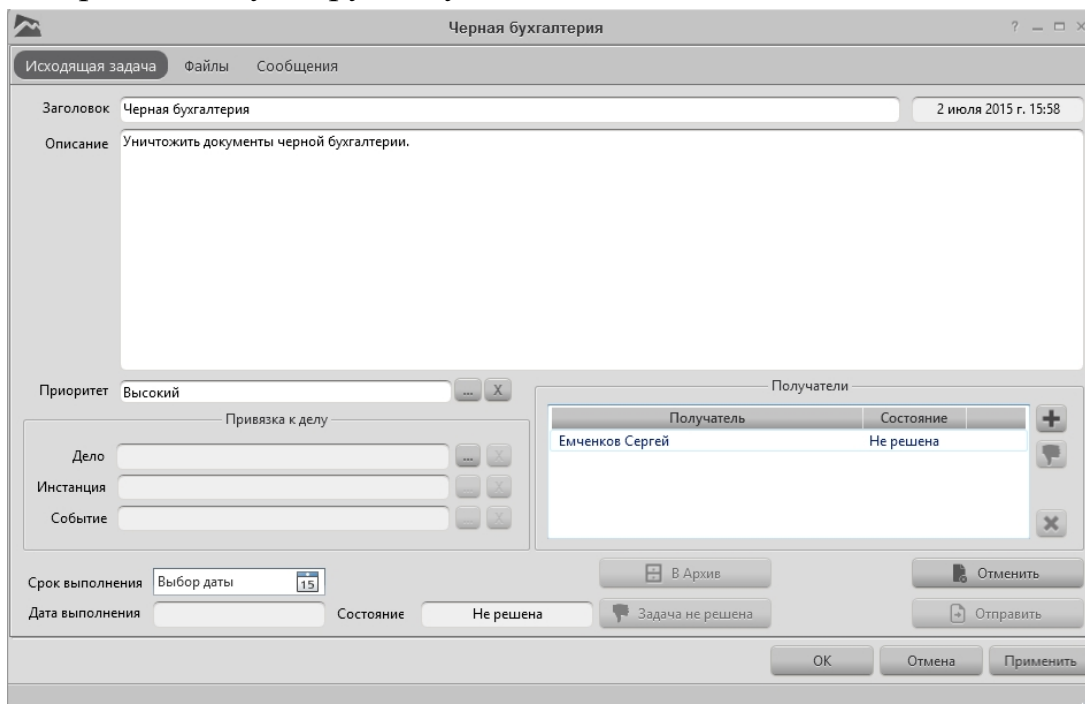 Черная бухгалтерия
Исходящая задача Файлы Сообщения
Заголовок Черная бухгалтерия 2 июля 2015 г. 15:58
Описание Уничтожить документы черной бухгалтерии.
Приоритет Высокий ... X
Получатели
Привязка к делу
Получатель Состояние
Емченков Сергей Не решена
Дело ... X
Инстанция ... X
Событие ... X
Срок выполнения Выбор даты 15
В Архив Отменить
Дата выполнения Состояние Не решена Задача не решена Отправить
ОК Отмена Применить